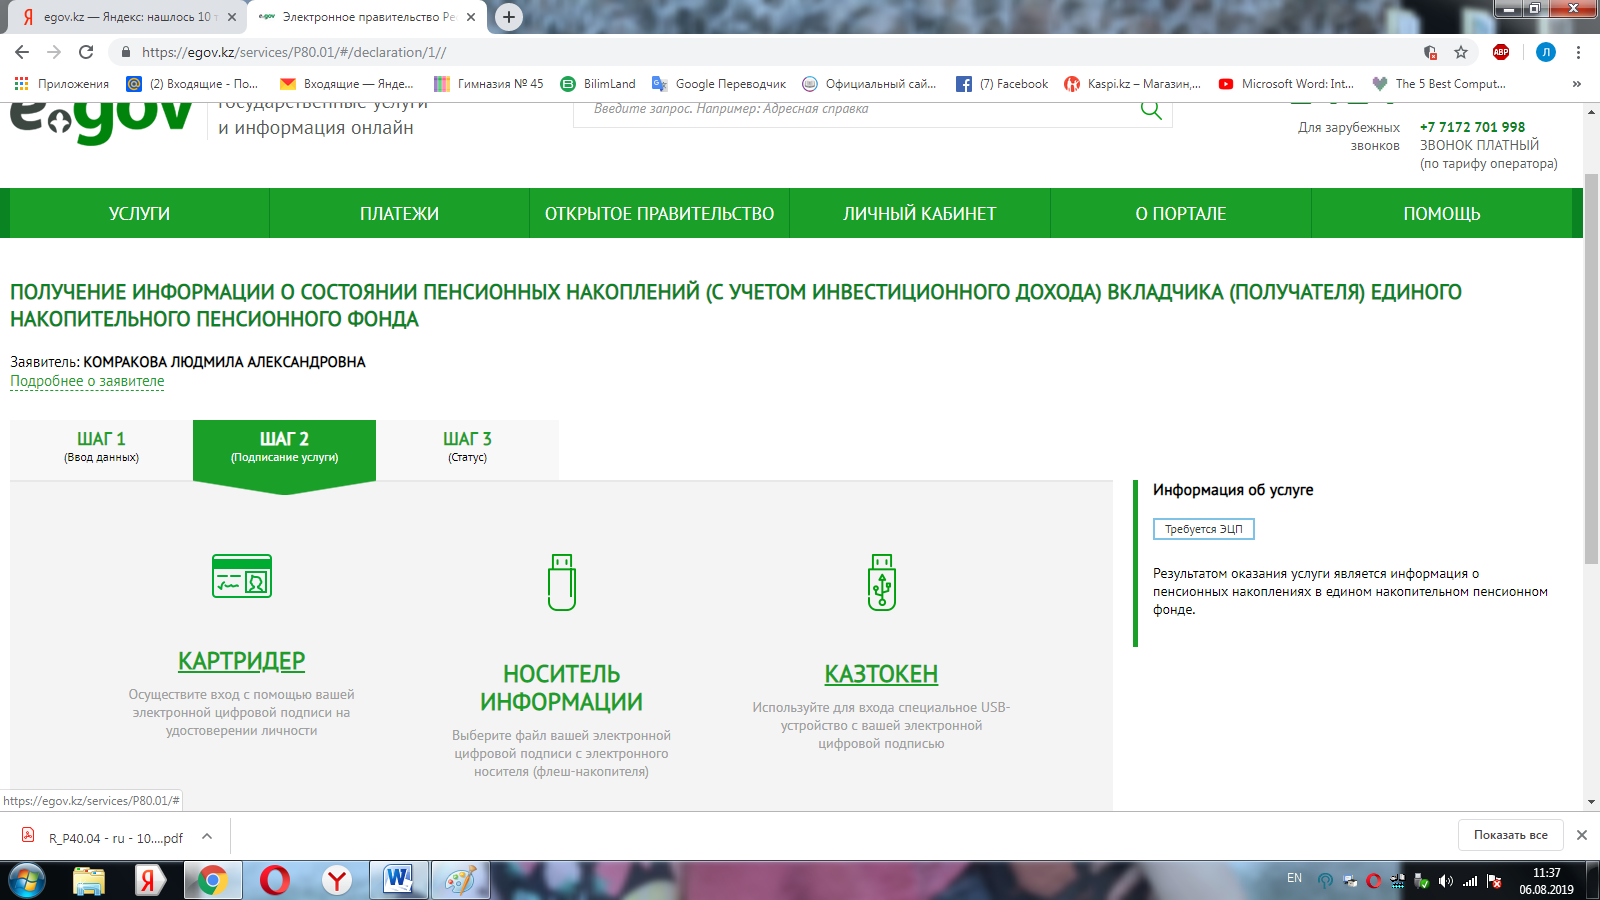 egov.kz — Яндекс: нашлось 10 т
Электронное правительство Ре
https://egov.kz/services/P80.01/#/declaration/1//
Приложения
(2) Входящие - По...
Входящие — Янде...
Гимназия № 45
BilimLand
Google Переводчик
Официальный сай...
(7) Facebook
Kaspi.kz – Магазин,...
Microsoft Word: Int...
The 5 Best Comput...
»
e.gov
государственные услуги
и информация онлайн
Введите запрос. Например: Адресная справка
Для зарубежных
звонков
+7 7172 701 998
ЗВОНОК ПЛАТНЫЙ
(по тарифу оператора)
УСЛУГИ
ПЛАТЕЖИ
ОТКРЫТОЕ ПРАВИТЕЛЬСТВО
ЛИЧНЫЙ КАБИНЕТ
О ПОРТАЛЕ
ПОМОЩЬ
ПОЛУЧЕНИЕ ИНФОРМАЦИИ О СОСТОЯНИИ ПЕНСИОННЫХ НАКОПЛЕНИЙ (С УЧЕТОМ ИНВЕСТИЦИОННОГО ДОХОДА) ВКЛАДЧИКА (ПОЛУЧАТЕЛЯ) ЕДИНОГО
НАКОПИТЕЛЬНОГО ПЕНСИОННОГО ФОНДА
Заявитель: КОМРАКОВА ЛЮДМИЛА АЛЕКСАНДРОВНА
Подробнее о заявителе
ШАГ 1
(Ввод данных)
ШАГ 2
(Подписание услуги)
ШАГ 3
(Статус)
КАРТРИДЕР
Осуществите вход с помощью вашей
электронной цифровой подписи на
удостоверении личности
НОСИТЕЛЬ
ИНФОРМАЦИИ
Выберите файл вашей электронной
цифровой подписи с электронного
носителя (флеш-накопителя)
КАЗТОКЕН
Используйте для входа специальное USB-
устройство с вашей электронной
цифровой подписью
Информация об услуге
Требуется ЭЦП
Результатом оказания услуги является информация о
пенсионных накоплениях в едином накопительном пенсионном
фонде.
https://egov.kz/services/P80.01/#
R_P40.04 - ru - 10....pdf
Показать все
EN
11:37
06.08.2019